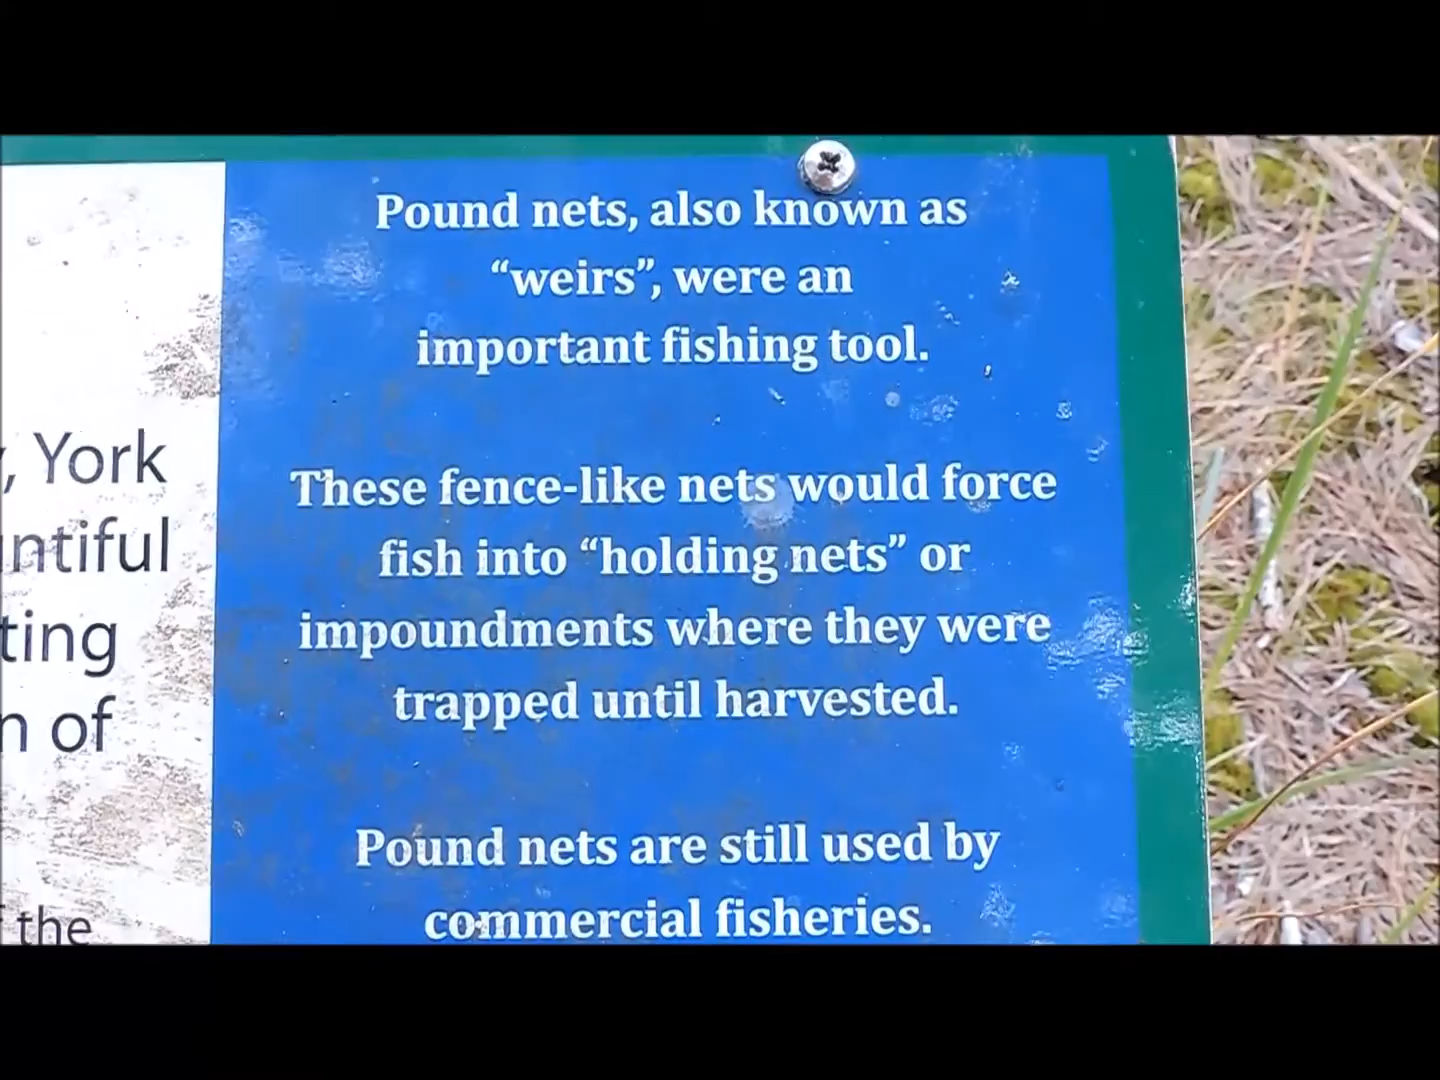 Pound nets, also known as
“weirs”, were an
important fishing tool.
These fence-like nets would force
fish into “holding nets” or
impoundments where they were
trapped until harvested.
Pound nets are still used by
commercial fisheries.
, York
ting
of
the